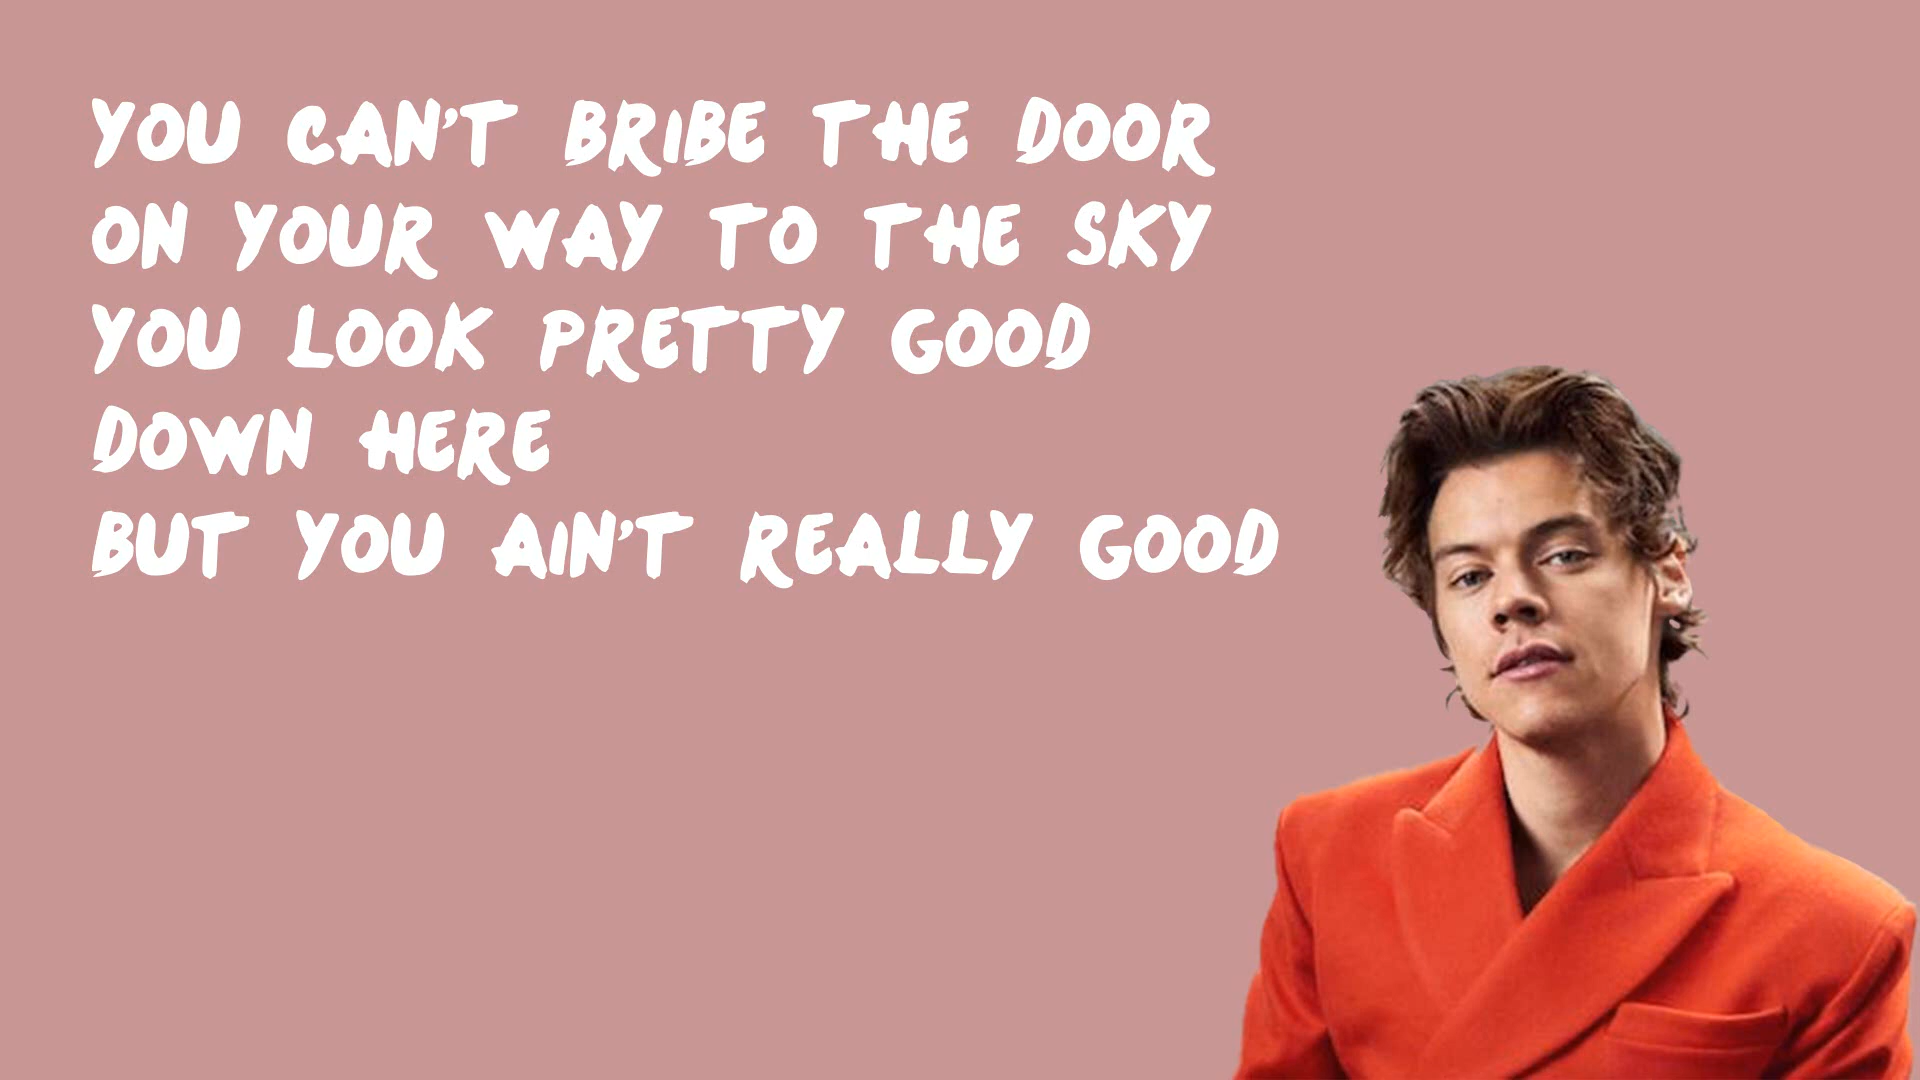 YOU CAN'T BRIBE THE DOOR
ON YOUR WAY TO THE SKY
YOU LOOK PRETTY GOOD
DOWN HERE
BUT YOU AIN'T REALLY GOOD